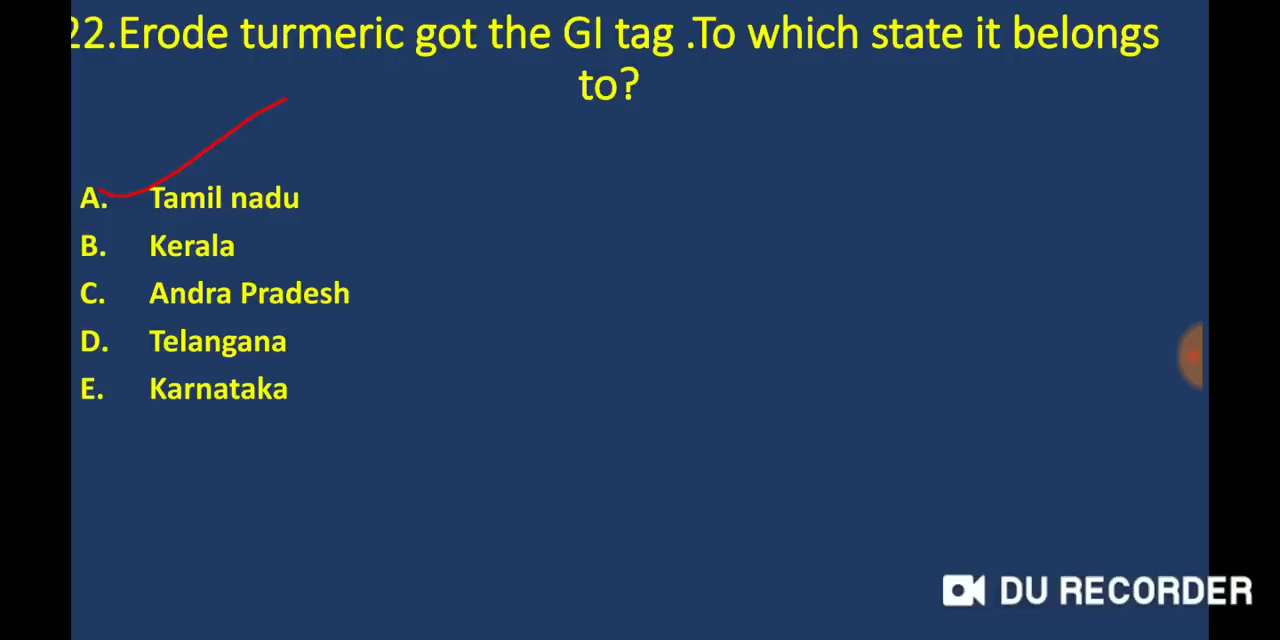 22.Erode turmeric got the GI tag .To which state it belongs
to?
A. Tamil nadu
B. Kerala
C. Andra Pradesh
D. Telangana
E. Karnataka
DU RECORDER